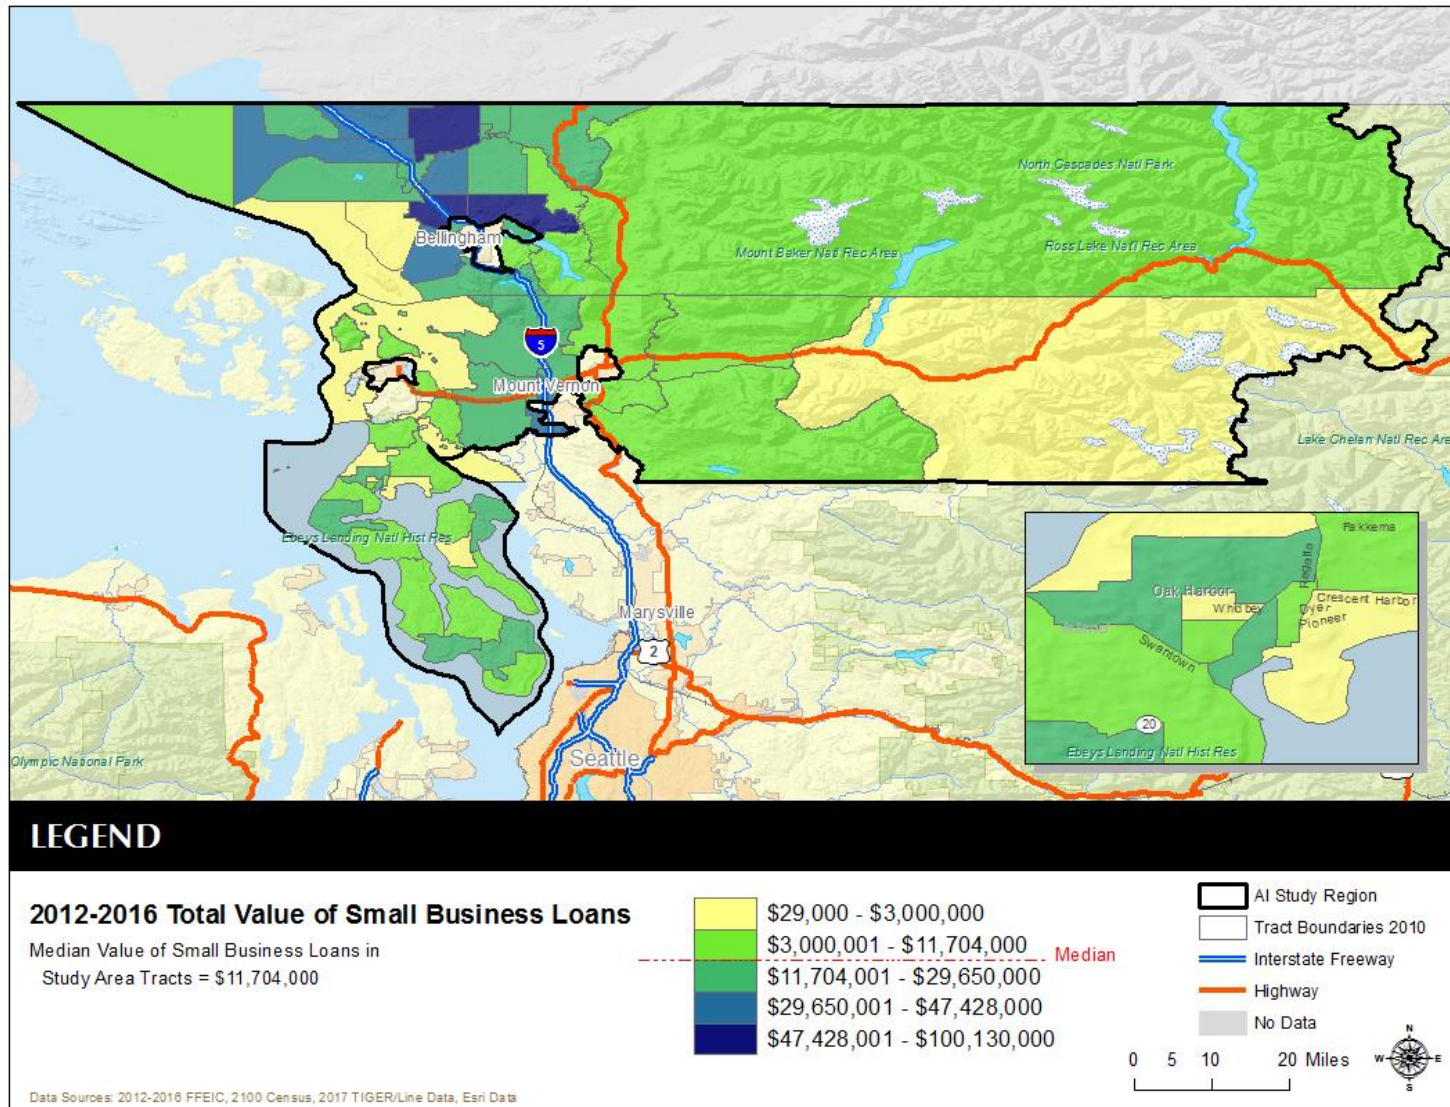 North Cascades Natl Park
Bellingham
Mount Baker Natl Rec Area
Ross Lake Natl Rec Area
5
Mount Vernon
Lake Chelan Natl Rec Are
Ebeys Landing Natl Hist Res
Fakkema
Regatta
Oak Harbor
Whidbey
Crescent Harbor
Dyer
Pioneer
Swantown
20
Ebeys Landing Natl Hist Res
Marysville
2
Seattle
Olympic National Park
LEGEND
2012-2016 Total Value of Small Business Loans
Median Value of Small Business Loans in
Study Area Tracts = $11,704,000
$29,000 - $3,000,000
$3,000,001 - $11,704,000
Median
$11,704,001 - $29,650,000
$29,650,001 - $47,428,000
$47,428,001 - $100,130,000
AI Study Region
Tract Boundaries 2010
Interstate Freeway
Highway
No Data
0 5 10 20 Miles
N
W E
S
Data Sources: 2012-2016 FFEIC, 2100 Census, 2017 TIGER/Line Data, Esri Data